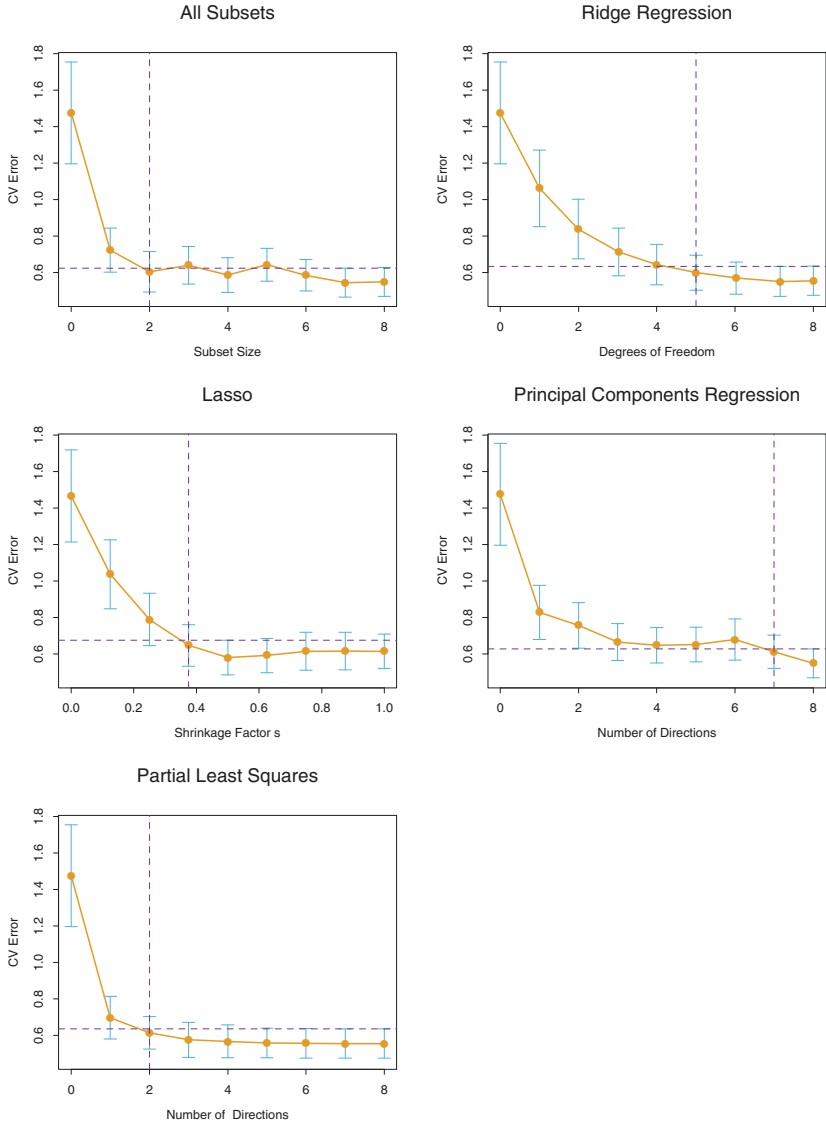 All Subsets
CV Error
0.6 0.8 1.0 1.2 1.4 1.6 1.8
0 2 4 6 8
Subset Size
Ridge Regression
CV Error
0.6 0.8 1.0 1.2 1.4 1.6 1.8
0 2 4 6 8
Degrees of Freedom
Lasso
CV Error
0.6 0.8 1.0 1.2 1.4 1.6 1.8
0.0 0.2 0.4 0.6 0.8 1.0
Shrinkage Factor s
Principal Components Regression
CV Error
0.6 0.8 1.0 1.2 1.4 1.6 1.8
0 2 4 6 8
Number of Directions
Partial Least Squares
CV Error
0.6 0.8 1.0 1.2 1.4 1.6 1.8
0 2 4 6 8
Number of Directions